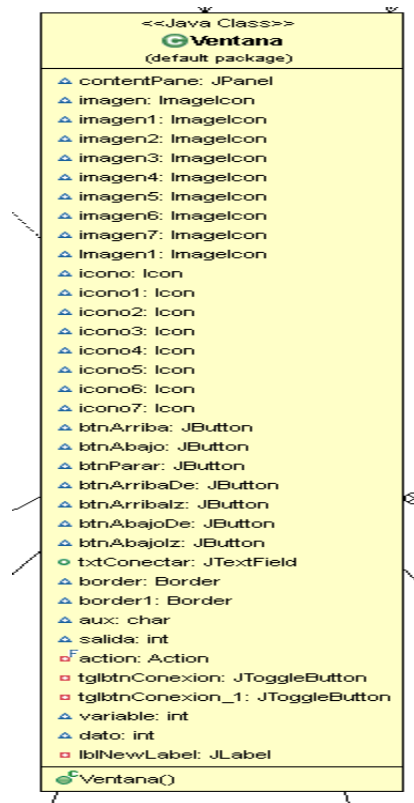 <<Java Class>>
Ventana
(default package)
contentPane: JPanel
imagen: ImageIcon
imagen1: ImageIcon
imagen2: ImageIcon
imagen3: ImageIcon
imagen4: ImageIcon
imagen5: ImageIcon
imagen6: ImageIcon
imagen7: ImageIcon
Imagen1: ImageIcon
icono: Icon
icono1: Icon
icono2: Icon
icono3: Icon
icono4: Icon
icono5: Icon
icono6: Icon
icono7: Icon
btnArriba: JButton
btnAbajo: JButton
btnParar: JButton
btnArribaDe: JButton
btnArribaIz: JButton
btnAbajoDe: JButton
btnAbajoIz: JButton
txtConectar: JTextField
border: Border
border1: Border
aux: char
salida: int
action: Action
tglbtnConexion: JToggleButton
tglbtnConexion_1: JToggleButton
variable: int
dato: int
lblNewLabel: JLabel
Ventana()